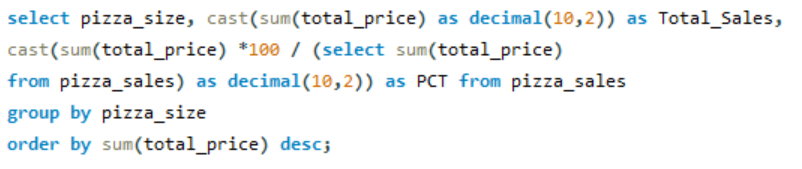 select pizza_size, cast(sum(total_price) as decimal(10,2)) as Total_Sales,
cast(sum(total_price) *100 / (select sum(total_price)
from pizza_sales) as decimal(10,2)) as PCT from pizza_sales
group by pizza_size
order by sum(total_price) desc;